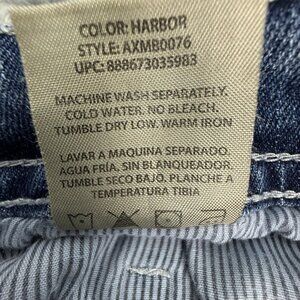 COLOR: HARBOR
STYLE: AXMB0076
UPC: 888673035983
MACHINE WASH SEPARATELY.
COLD WATER. NO BLEACH.
TUMBLE DRY LOW. WARM IRON
LAVAR A MAQUINA SEPARADO.
AGUA FRÍA. SIN BLANQUEADOR.
TUMBLE SECO BAJO. PLANCHE A
TEMPERATURA TIBIA